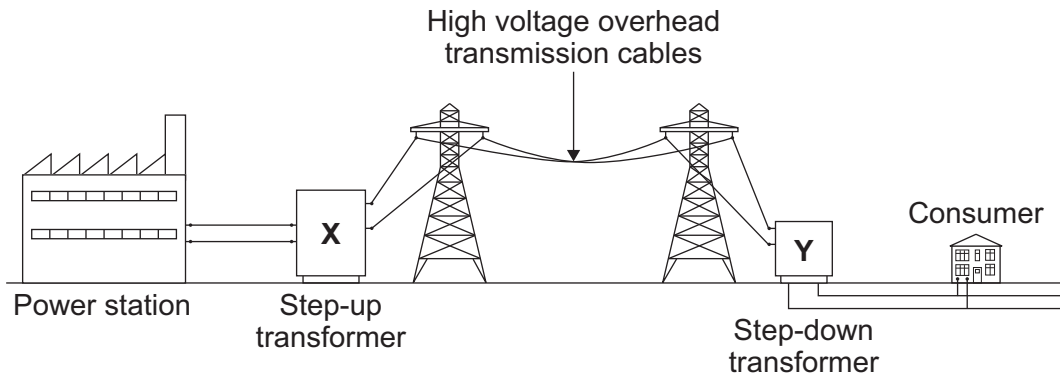 High voltage overhead
transmission cables
X
Y
Consumer
Power station
Step-up
transformer
Step-down
transformer